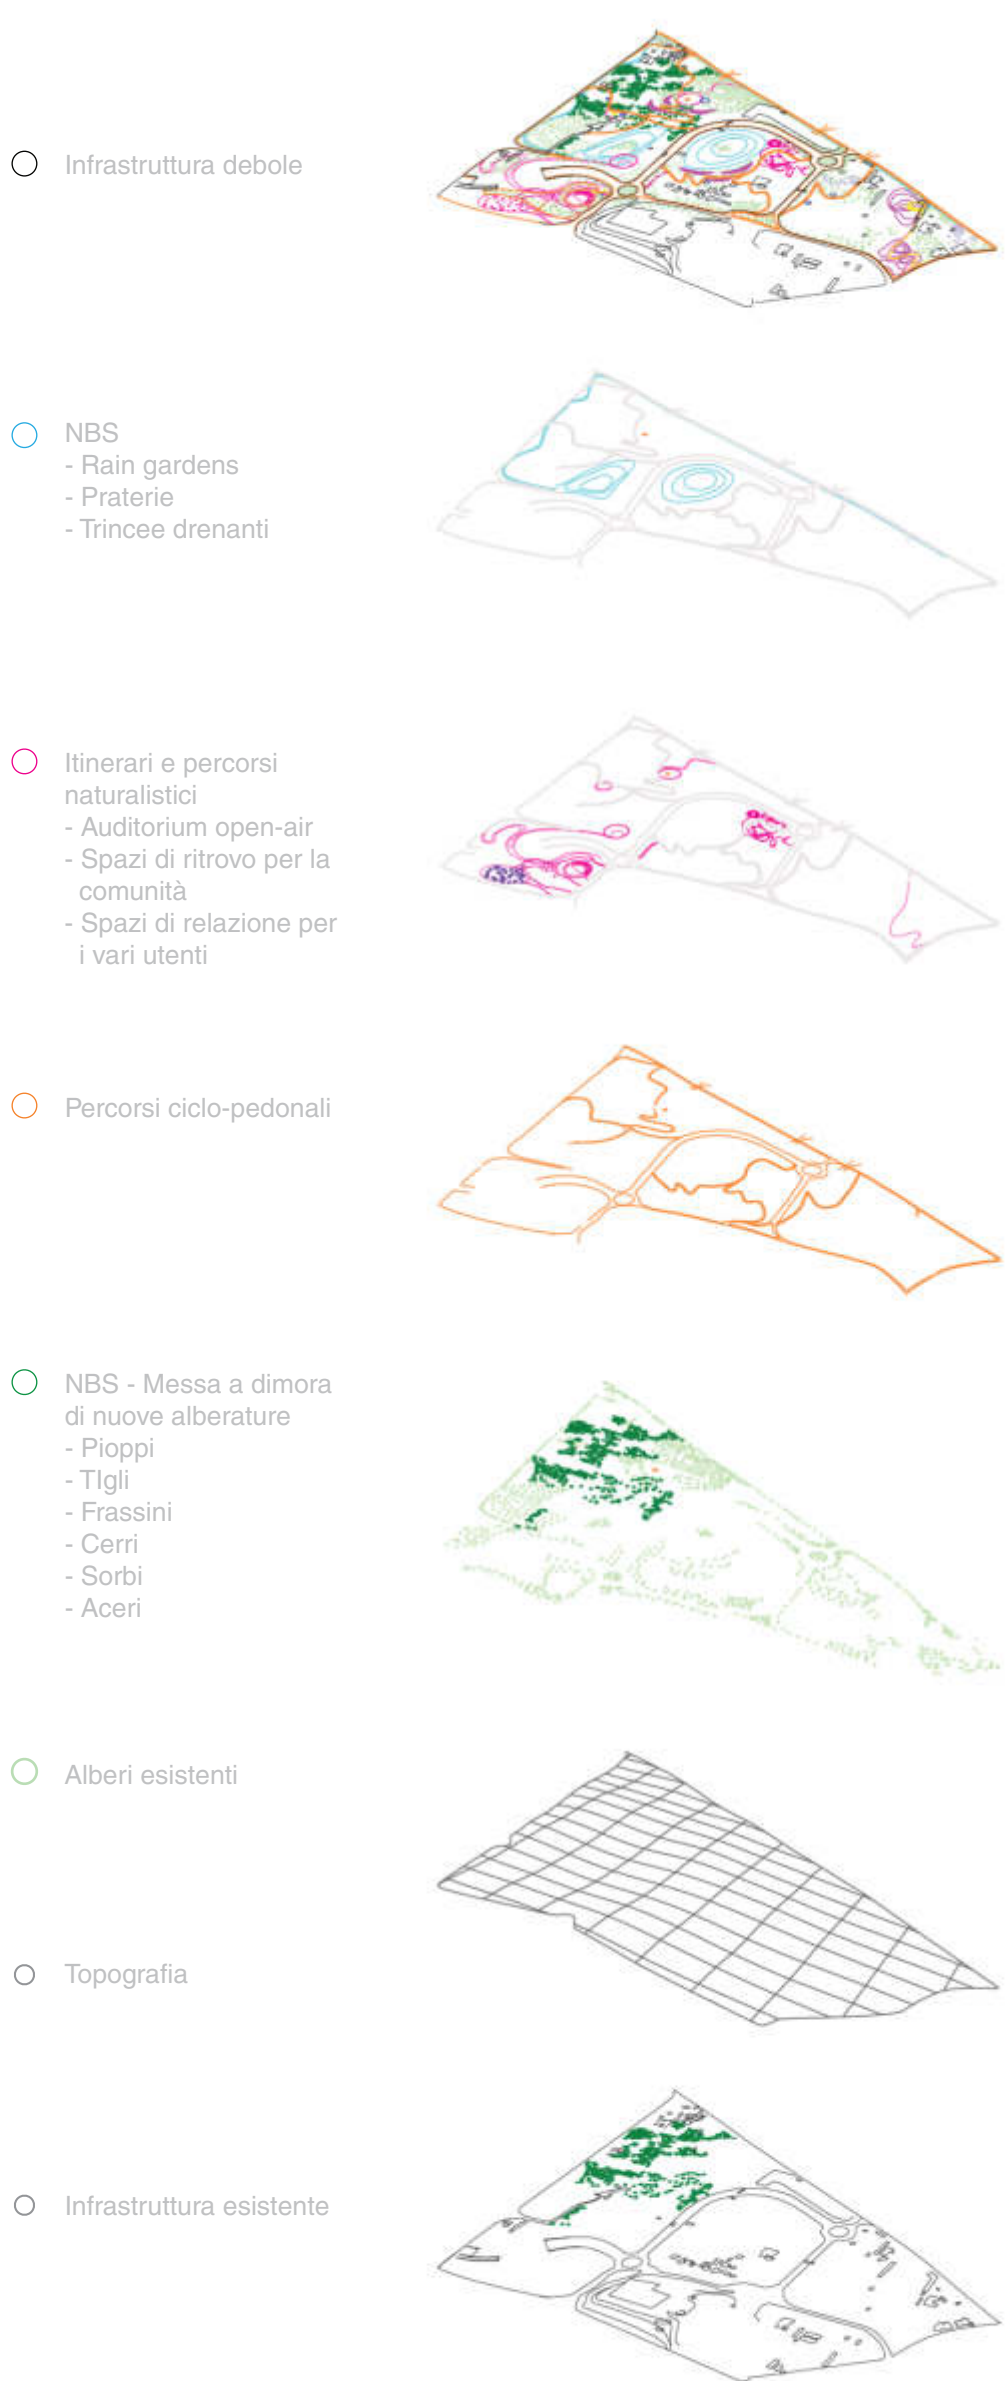 Infrastruttura debole
NBS
- Rain gardens
- Praterie
- Trincee drenanti
Itinerari e percorsi
naturalistici
- Auditorium open-air
- Spazi di ritrovo per la
comunità
- Spazi di relazione per
i vari utenti
Percorsi ciclo-pedonali
NBS - Messa a dimora
di nuove alberature
- Pioppi
- TIgli
- Frassini
- Cerri
- Sorbi
- Aceri
Alberi esistenti
Topografia
Infrastruttura esistente